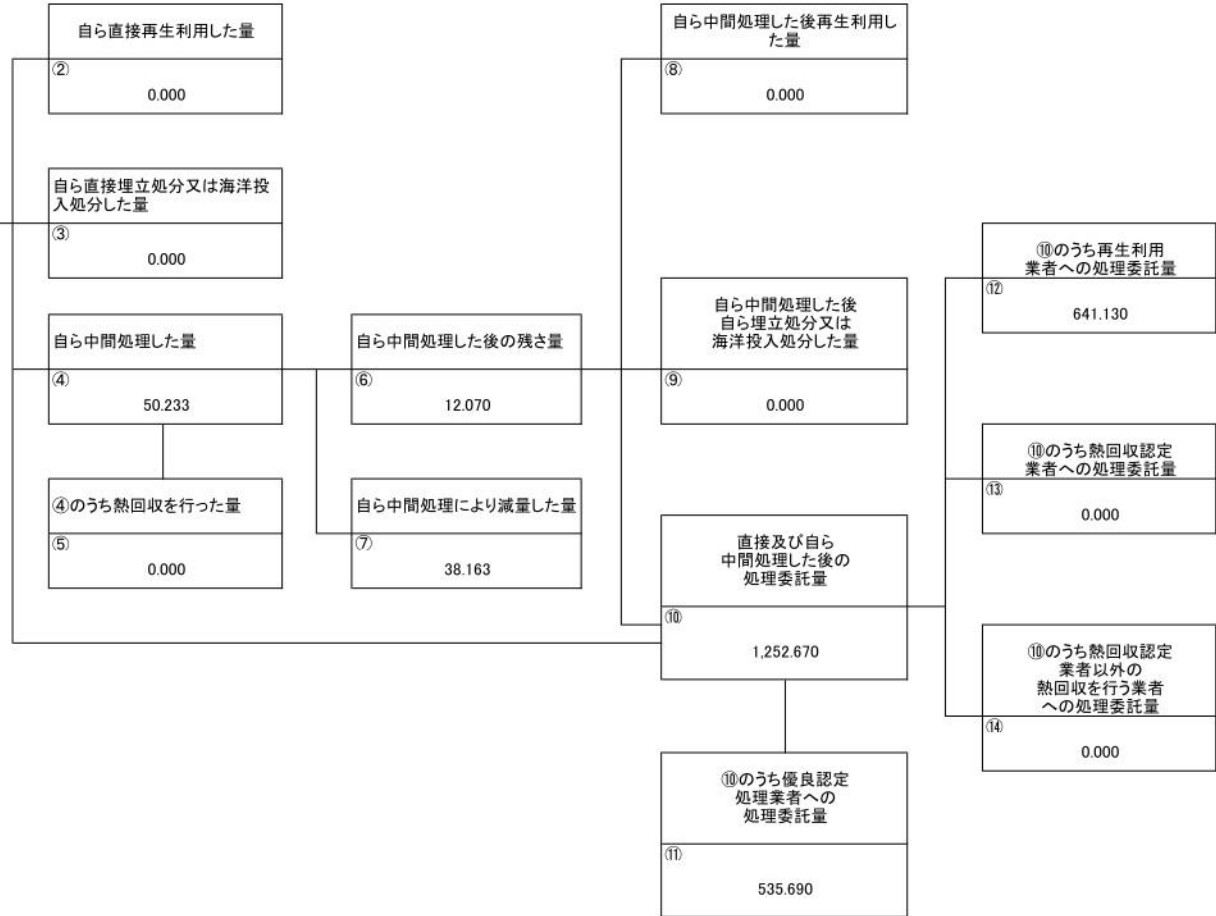 自ら直接再生利用した量
②
0.000
自ら直接埋立処分又は海洋投
入処分した量
③
0.000
自ら中間処理した量
④
50.233
④のうち熱回収を行った量
⑤
0.000
自ら中間処理した後の残さ量
⑥
12.070
自ら中間処理により減量した量
⑦
38.163
自ら中間処理した後再生利用し
た量
⑧
0.000
自ら中間処理した後
自ら埋立処分又は
海洋投入処分した量
⑨
0.000
直接及び自ら
中間処理した後の
処理委託量
⑩
1,252.670
⑩のうち優良認定
処理業者への
処理委託量
⑪
535.690
⑩のうち再生利用
業者への処理委託量
⑫
641.130
⑩のうち熱回収認定
業者への処理委託量
⑬
0.000
⑩のうち熱回収認定
業者以外の
熱回収を行う業者
への処理委託量
⑭
0.000